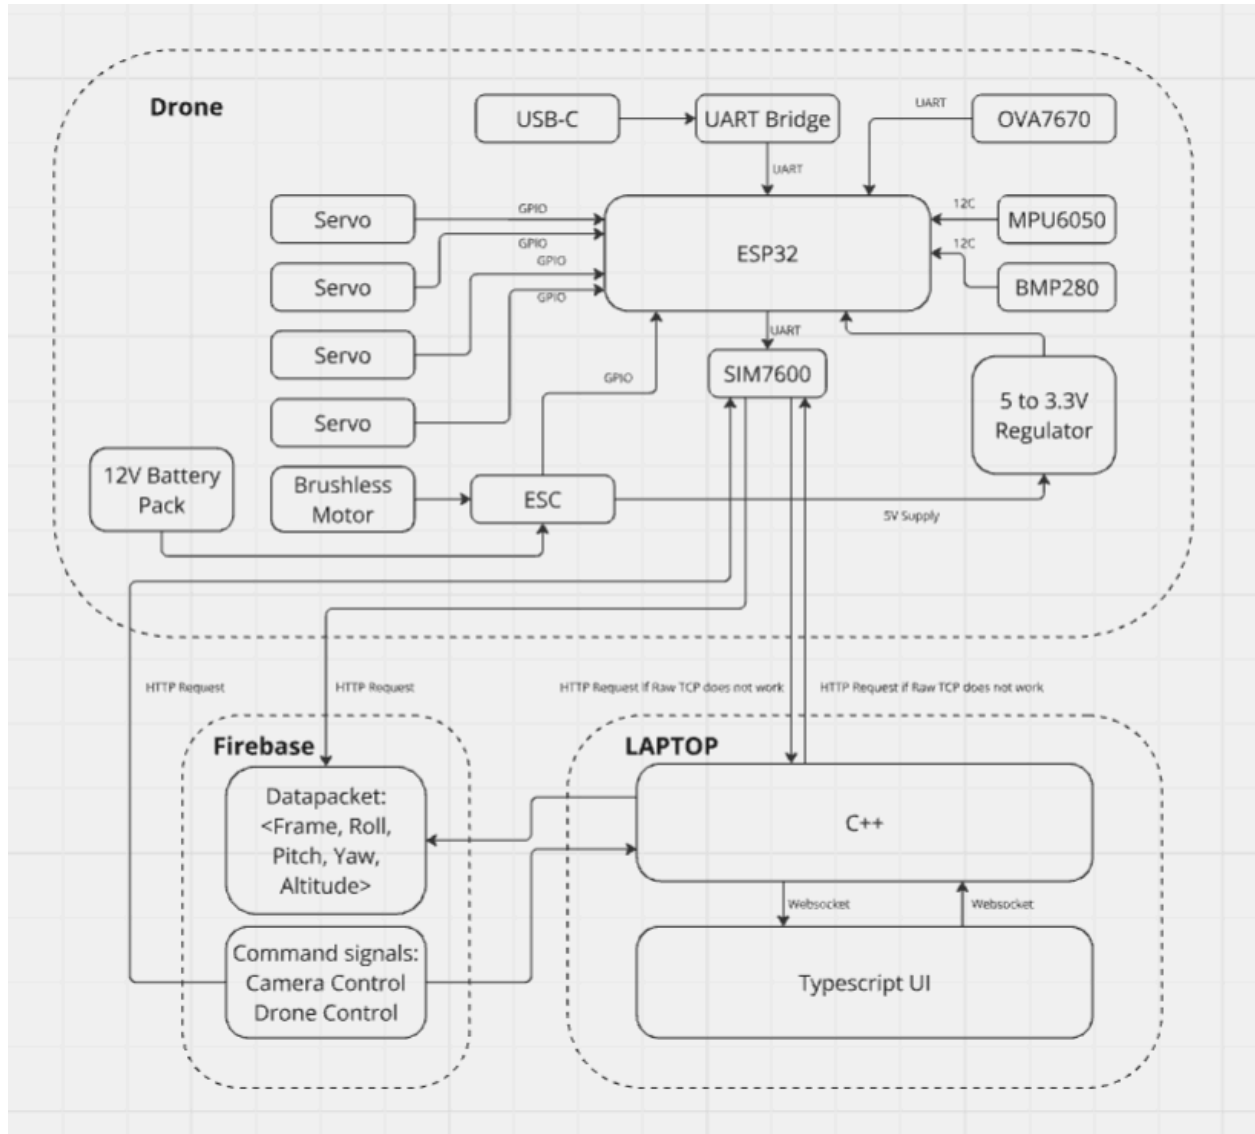 Drone
USB-C
UART Bridge
UART
OVA7670
UART
Servo
GPIO
ESP32
12C
MPU6050
GPIO
12C
Servo
GPIO
BMP280
GPIO
Servo
UART
SIM7600
GPIO
5 to 3.3V
Regulator
Servo
12V Battery
Pack
Brushless
Motor
ESC
5V Supply
HTTP Request
HTTP Request
HTTP Request if Raw TCP does not work
HTTP Request if Raw TCP does not work
Firebase
Datapacket:
<Frame, Roll,
Pitch, Yaw,
Altitude>
Command signals:
Camera Control
Drone Control
LAPTOP
C++
Websocket
Websocket
Typescript UI